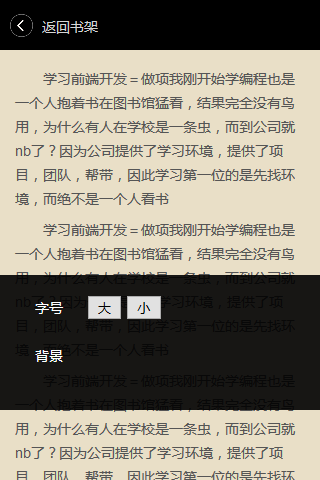 返回书架
学习前端开发＝做项我刚开始学编程也是
一个人抱着书在图书馆猛看，结果完全没有鸟
用，为什么有人在学校是一条虫，而到公司就
nb了？因为公司提供了学习环境，提供了项
目，团队，帮带，因此学习第一位的是先找环
境，而绝不是一个人看书
学习前端开发＝做项我刚开始学编程也是
一个人抱着书在图书馆猛看，结果完全没有鸟
用，为什么有人在学校是一条虫，而到公司就
nb了？因为公司提供了学习环境，提供了项
字号 大 小
目，团队，帮带，因此学习第一位的是先找环
境，而绝不是一个人看书
背景
学习前端开发＝做项我刚开始学编程也是
一个人抱着书在图书馆猛看，结果完全没有鸟
用，为什么有人在学校是一条虫，而到公司就
nb了？因为公司提供了学习环境，提供了项
目，团队，帮带，因此学习第一位的是先找环